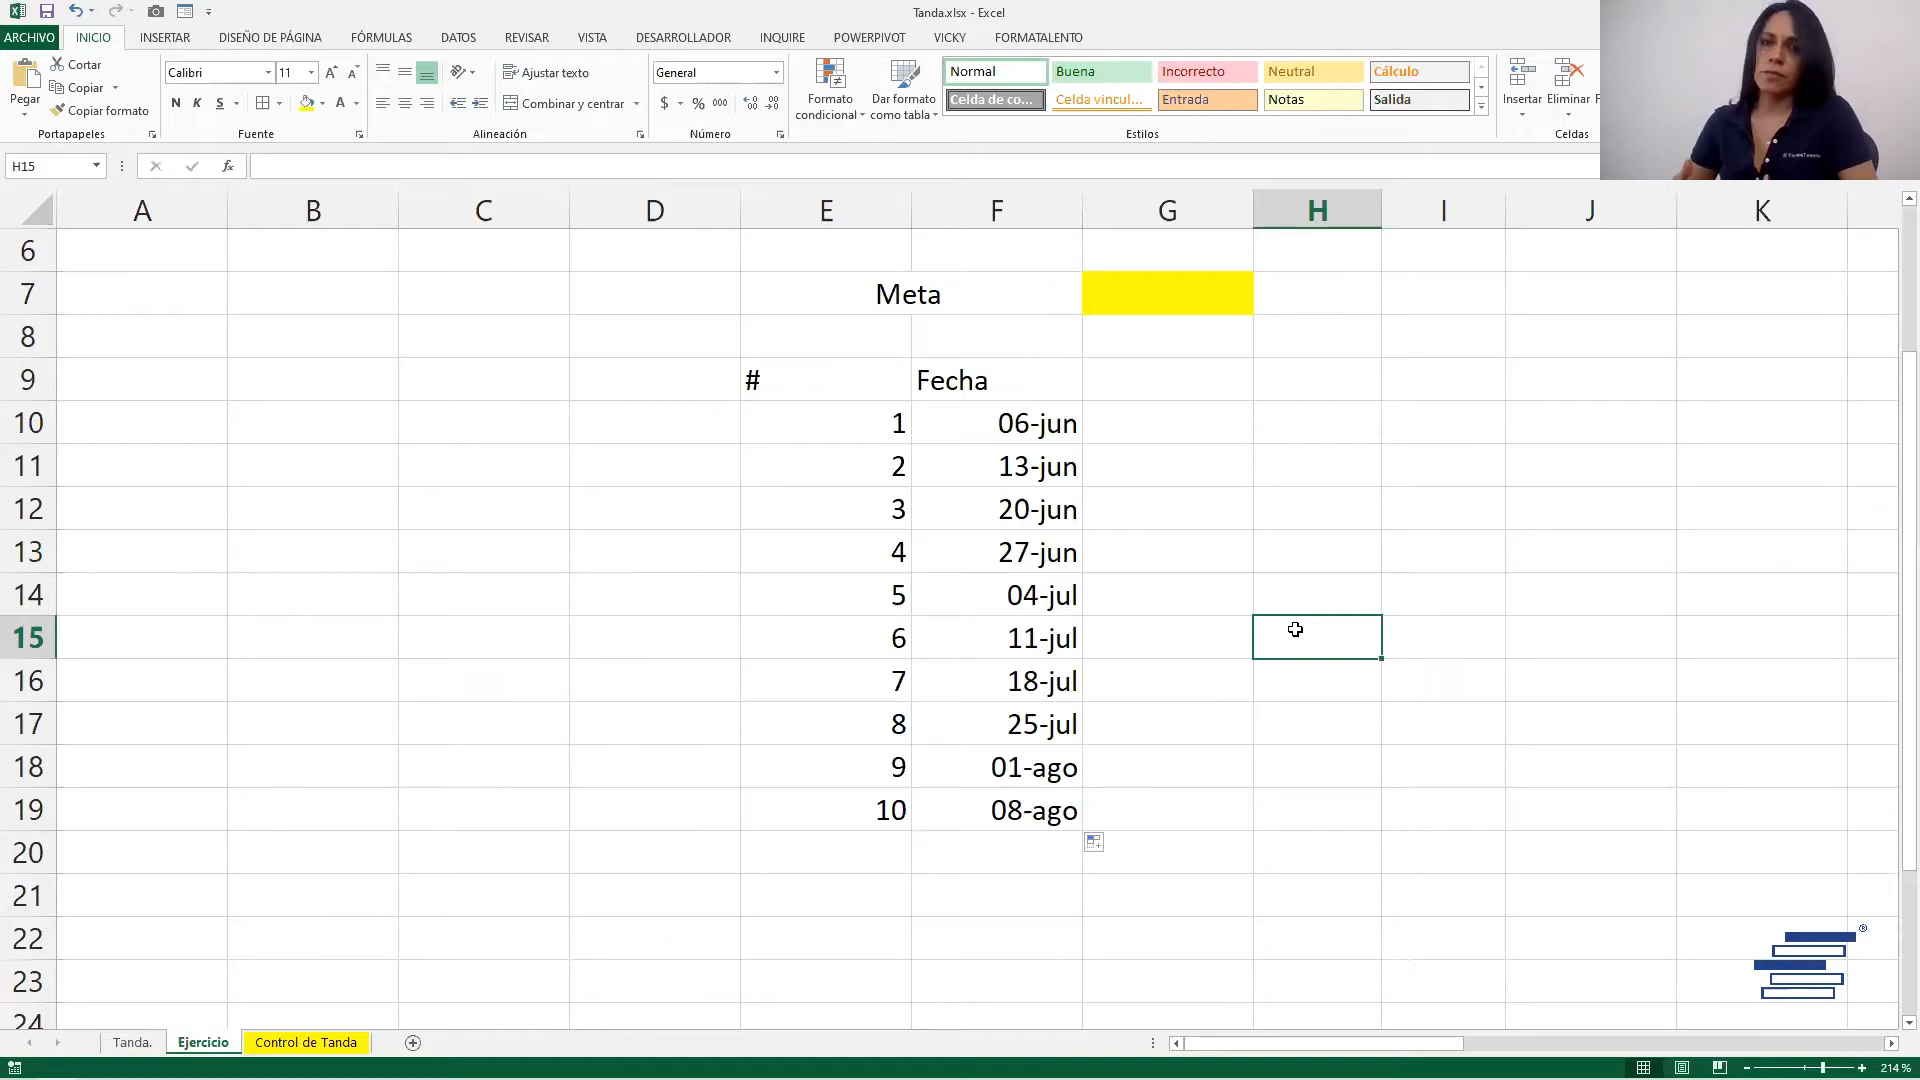 Tanda.xlsx - Excel
ARCHIVO INICIO INSERTAR DISEÑO DE PÁGINA FÓRMULAS DATOS REVISAR VISTA DESARROLLADOR INQUIRE POWERPIVOT VICKY FORMATALENTO
Pegar
Cortar
Copiar
Copiar formato
Portapapeles
Calibri 11
N K S
Fuente
Ajustar texto
Combinar y centrar
Alineación
General
$ % 000
Número
Formato condicional
Dar formato como tabla
Normal Buena Incorrecto Neutral Cálculo
Celda de co... Celda vincul... Entrada Notas Salida
Estilos
Insertar Eliminar
Celdas
H15 fx
A B C D E F G H I J K
6
7 Meta
8
9 # Fecha
10 1 06-jun
11 2 13-jun
12 3 20-jun
13 4 27-jun
14 5 04-jul
15 6 11-jul
16 7 18-jul
17 8 25-jul
18 9 01-ago
19 10 08-ago
20
21
22
23
24
Tanda. Ejercicio Control de Tanda
214 %